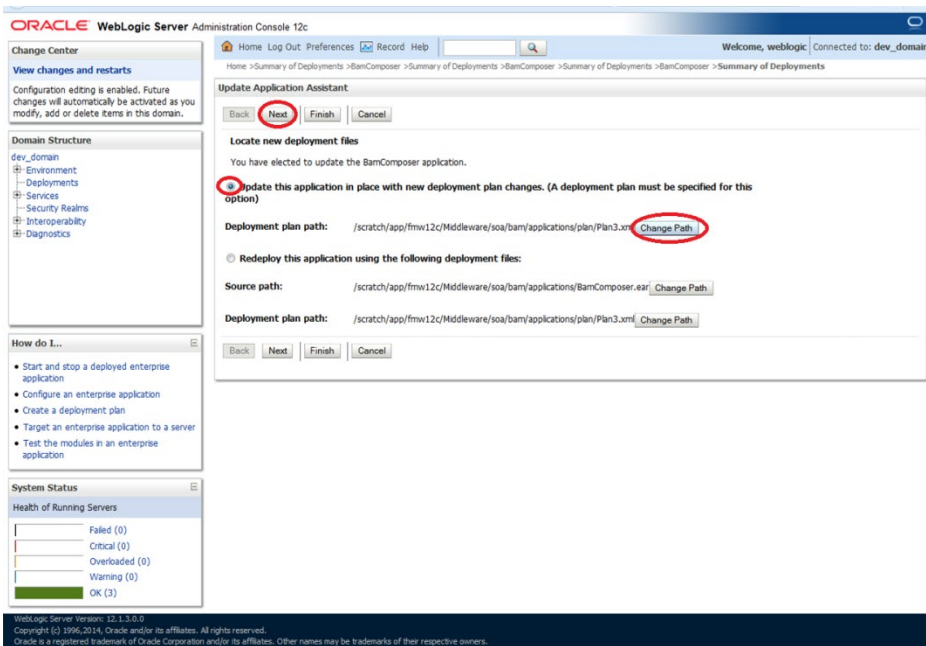 ORACLE WebLogic Server Administration Console 12c
Change Center
View changes and restarts
Configuration editing is enabled. Future
changes will automatically be activated as you
modify, add or delete items in this domain.
Domain Structure
dev_domain
Environment
Deployments
Services
Security Realms
Interoperability
Diagnostics
How do I...
Start and stop a deployed enterprise
application
Configure an enterprise application
Create a deployment plan
Target an enterprise application to a server
Test the modules in an enterprise
application
System Status
Health of Running Servers
Failed (0)
Critical (0)
Overloaded (0)
Warning (0)
OK (3)
Home Log Out Preferences Record Help
Welcome, weblogic Connected to: dev_domain
Home >Summary of Deployments >BamComposer >Summary of Deployments >BamComposer >Summary of Deployments >BamComposer >Summary of Deployments
Update Application Assistant
Back Next Finish Cancel
Locate new deployment files
You have elected to update the BamComposer application.
Update this application in place with new deployment plan changes. (A deployment plan must be specified for this
option)
Deployment plan path: /scratch/app/fmw12c/Middleware/soa/bam/applications/plan/Plan3.xml Change Path
Redeploy this application using the following deployment files:
Source path: /scratch/app/fmw12c/Middleware/soa/bam/applications/BamComposer.ear Change Path
Deployment plan path: /scratch/app/fmw12c/Middleware/soa/bam/applications/plan/Plan3.xml Change Path
Back Next Finish Cancel
WebLogic Server Version: 12.1.3.0.0
Copyright (c) 1996,2014, Oracle and/or its affiliates. All rights reserved.
Oracle is a registered trademark of Oracle Corporation and/or its affiliates. Other names may be trademarks of their respective owners.